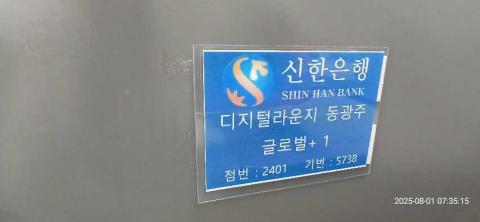 신한은행
SHIN HAN BANK
디지털라운지 동광주
글로벌+ 1
점번 : 2401 기번 : 5738
2025-08-01 07:35:15